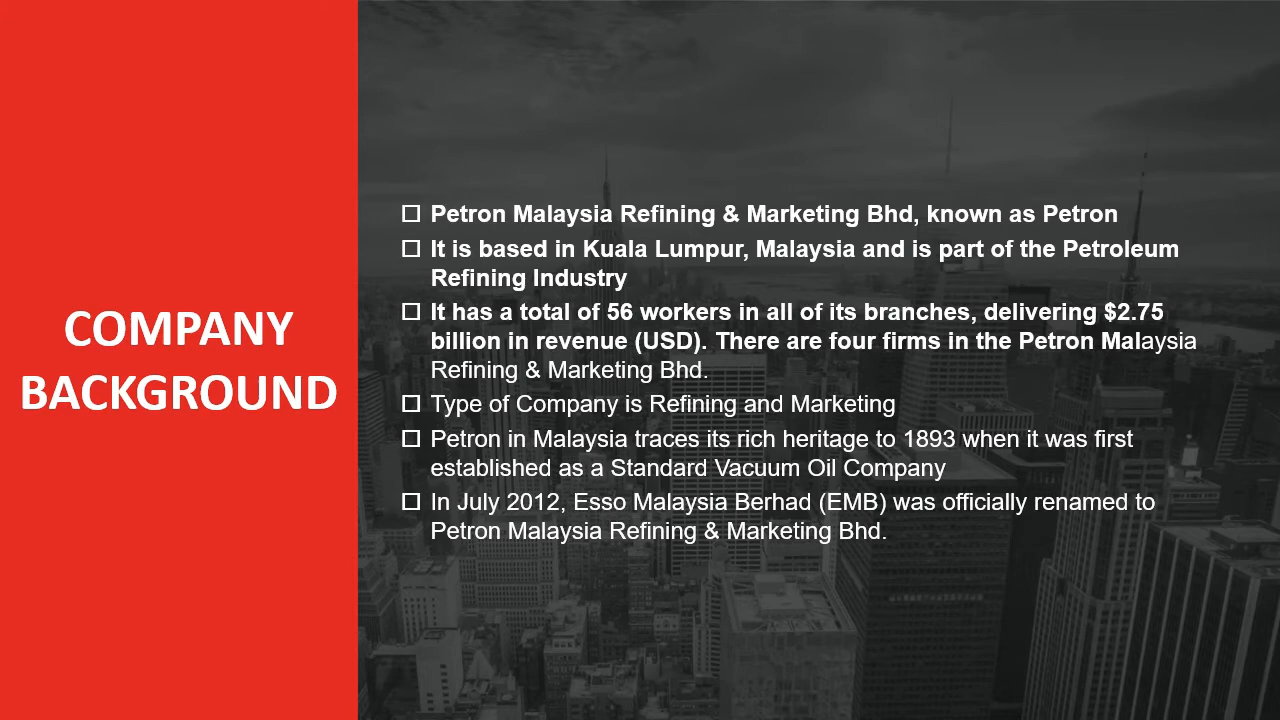 COMPANY
BACKGROUND
☐ Petron Malaysia Refining & Marketing Bhd, known as Petron
☐ It is based in Kuala Lumpur, Malaysia and is part of the Petroleum
Refining Industry
☐ It has a total of 56 workers in all of its branches, delivering $2.75
billion in revenue (USD). There are four firms in the Petron Malaysia
Refining & Marketing Bhd.
☐ Type of Company is Refining and Marketing
☐ Petron in Malaysia traces its rich heritage to 1893 when it was first
established as a Standard Vacuum Oil Company
☐ In July 2012, Esso Malaysia Berhad (EMB) was officially renamed to
Petron Malaysia Refining & Marketing Bhd.